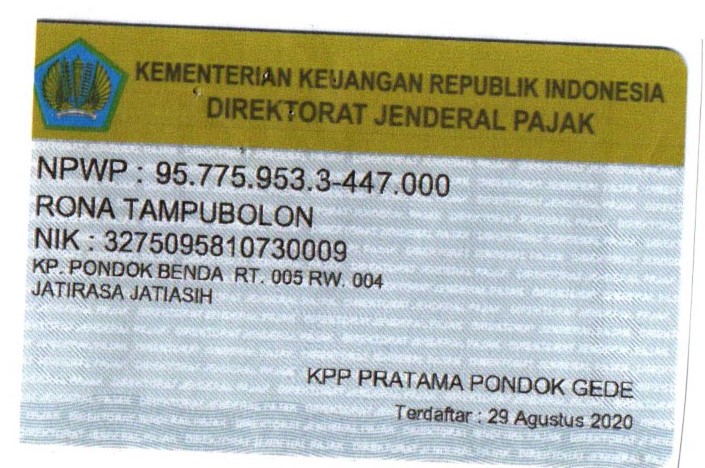 KEMENTERIAN KEUANGAN REPUBLIK INDONESIA
DIREKTORAT JENDERAL PAJAK
NPWP : 95.775.953.3-447.000
RONA TAMPUBOLON
NIK : 3275095810730009
KP. PONDOK BENDA RT. 005 RW. 004
JATIRASA JATIASIH
KPP PRATAMA PONDOK GEDE
Terdaftar : 29 Agustus 2020